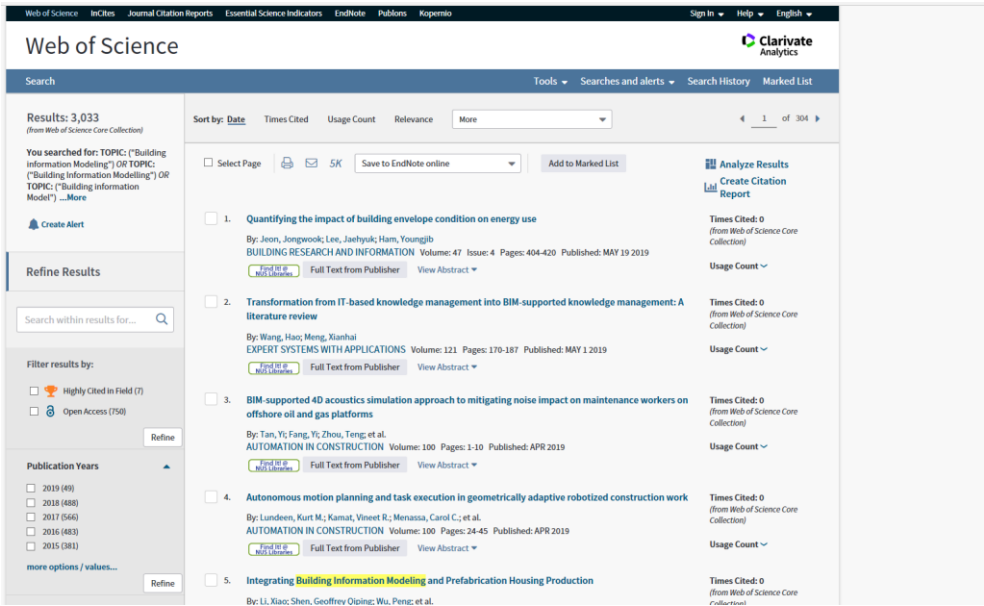 Web of Science InCites Journal Citation Reports Essential Science Indicators EndNote Publons Kopernio Sign In Help English
Web of Science
Clarivate
Analytics
Search Tools Searches and alerts Search History Marked List
Results: 3,033
(from Web of Science Core Collection)
You searched for: TOPIC: ("Building
information Modeling") OR TOPIC:
("Building Information Modelling") OR
TOPIC: ("Building information
Model") ...More
Create Alert
Refine Results
Search within results for...
Filter results by:
Highly Cited in Field (7)
Open Access (750)
Refine
Publication Years
2019 (49)
2018 (488)
2017 (566)
2016 (483)
2015 (381)
more options / values...
Refine
Sort by: Date Times Cited Usage Count Relevance More
1 of 304
Select Page 5K Save to EndNote online Add to Marked List
Analyze Results
Create Citation
Report
1. Quantifying the impact of building envelope condition on energy use
By: Jeon, Jongwook; Lee, Jaehyuk; Ham, Youngjib
BUILDING RESEARCH AND INFORMATION Volume: 47 Issue: 4 Pages: 404-420 Published: MAY 19 2019
Find It! @
NUS Libraries
Full Text from Publisher View Abstract
Times Cited: 0
(from Web of Science Core
Collection)
Usage Count
2. Transformation from IT-based knowledge management into BIM-supported knowledge management: A
literature review
By: Wang, Hao; Meng, Xianhai
EXPERT SYSTEMS WITH APPLICATIONS Volume: 121 Pages: 170-187 Published: MAY 1 2019
Find It! @
NUS Libraries
Full Text from Publisher View Abstract
Times Cited: 0
(from Web of Science Core
Collection)
Usage Count
3. BIM-supported 4D acoustics simulation approach to mitigating noise impact on maintenance workers on
offshore oil and gas platforms
By: Tan, Yi; Fang, Yi; Zhou, Teng; et al.
AUTOMATION IN CONSTRUCTION Volume: 100 Pages: 1-10 Published: APR 2019
Find It! @
NUS Libraries
Full Text from Publisher View Abstract
Times Cited: 0
(from Web of Science Core
Collection)
Usage Count
4. Autonomous motion planning and task execution in geometrically adaptive robotized construction work
By: Lundeen, Kurt M.; Kamat, Vineet R.; Menassa, Carol C.; et al.
AUTOMATION IN CONSTRUCTION Volume: 100 Pages: 24-45 Published: APR 2019
Find It! @
NUS Libraries
Full Text from Publisher View Abstract
Times Cited: 0
(from Web of Science Core
Collection)
Usage Count
5. Integrating Building Information Modeling and Prefabrication Housing Production
By: Li, Xiao; Shen, Geoffrey Qiping; Wu, Peng; et al.
Times Cited: 0
(from Web of Science Core
Collection)